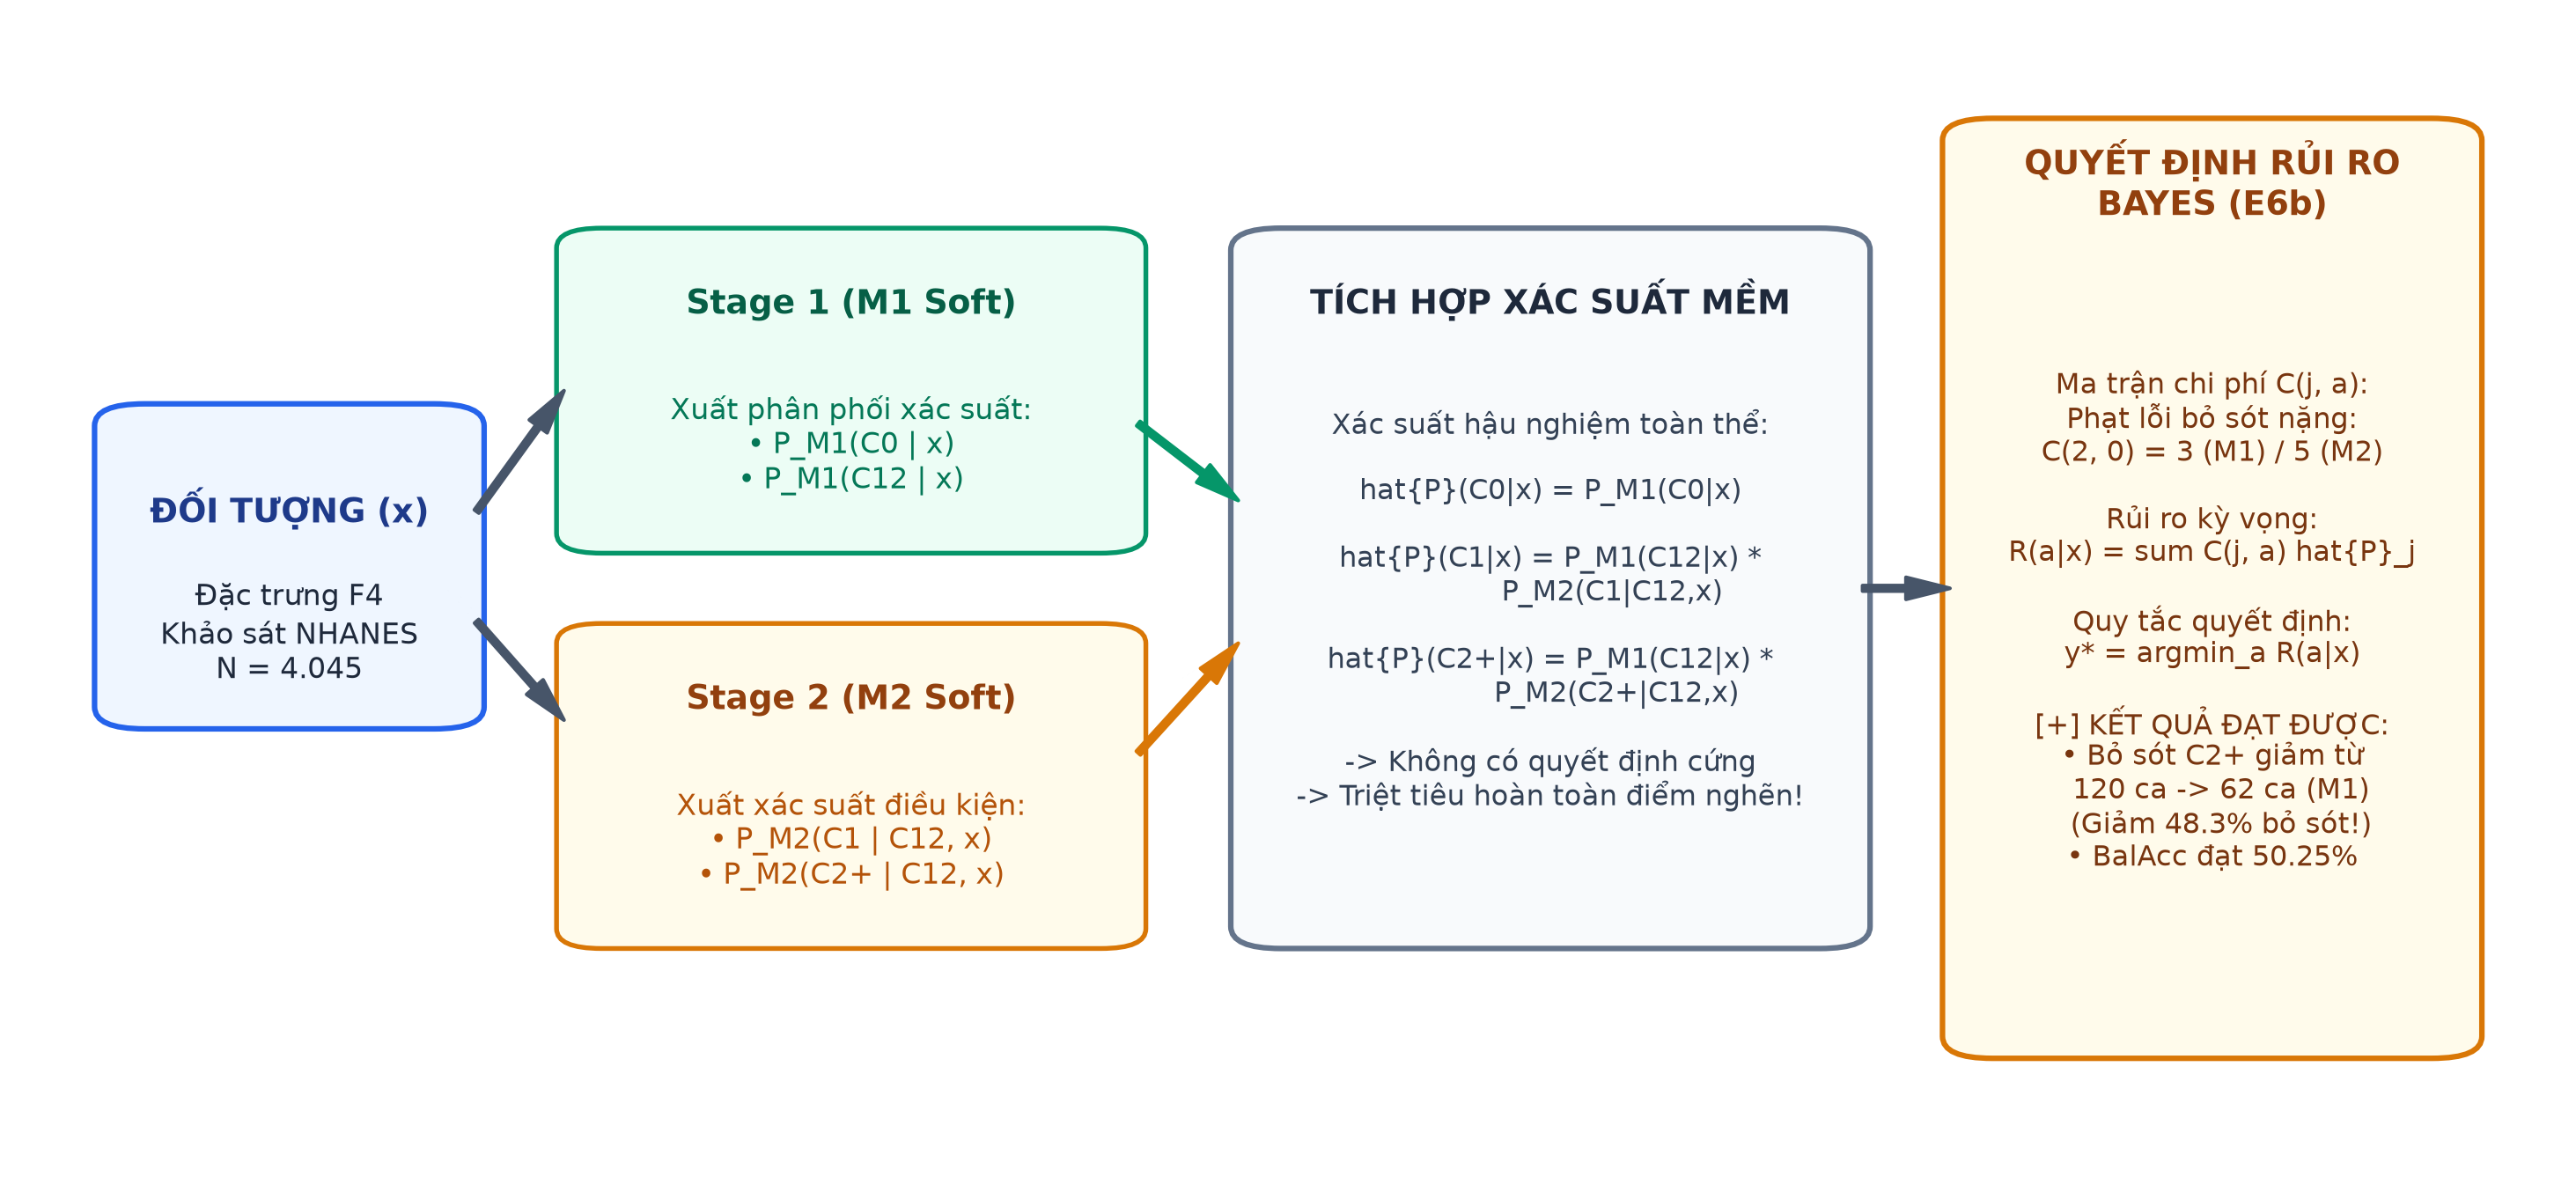 ĐỐI TƯỢNG (x)
Đặc trưng F4
Khảo sát NHANES
N = 4.045
Stage 1 (M1 Soft)
Xuất phân phối xác suất:
• P_M1(C0 | x)
• P_M1(C12 | x)
Stage 2 (M2 Soft)
Xuất xác suất điều kiện:
• P_M2(C1 | C12, x)
• P_M2(C2+ | C12, x)
TÍCH HỢP XÁC SUẤT MỀM
Xác suất hậu nghiệm toàn thể:
hat{P}(C0|x) = P_M1(C0|x)
hat{P}(C1|x) = P_M1(C12|x) *
P_M2(C1|C12,x)
hat{P}(C2+|x) = P_M1(C12|x) *
P_M2(C2+|C12,x)
-> Không có quyết định cứng
-> Triệt tiêu hoàn toàn điểm nghẽn!
QUYẾT ĐỊNH RỦI RO
BAYES (E6b)
Ma trận chi phí C(j, a):
Phạt lỗi bỏ sót nặng:
C(2, 0) = 3 (M1) / 5 (M2)
Rủi ro kỳ vọng:
R(a|x) = sum C(j, a) hat{P}_j
Quy tắc quyết định:
y* = argmin_a R(a|x)
[+] KẾT QUẢ ĐẠT ĐƯỢC:
• Bỏ sót C2+ giảm từ
120 ca -> 62 ca (M1)
(Giảm 48.3% bỏ sót!)
• BalAcc đạt 50.25%